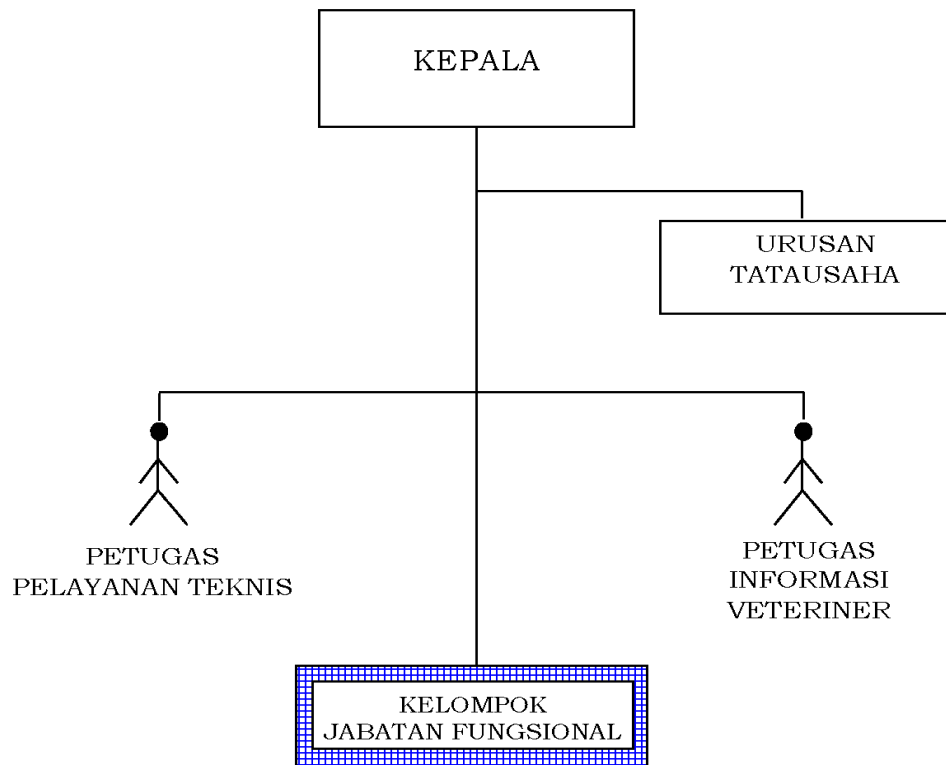 KEPALA
URUSAN
TATAUSAHA
PETUGAS
PELAYANAN TEKNIS
PETUGAS
INFORMASI
VETERINER
KELOMPOK
JABATAN FUNGSIONAL